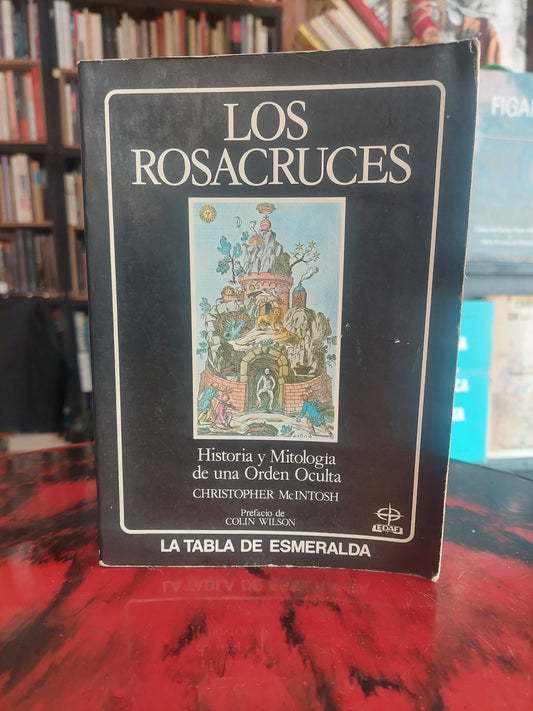 LOS
ROSACRUCES
Historia y Mitología
de una Orden Oculta
CHRISTOPHER McINTOSH
Prefacio de
COLIN WILSON
EDAF
LA TABLA DE ESMERALDA
FIGA